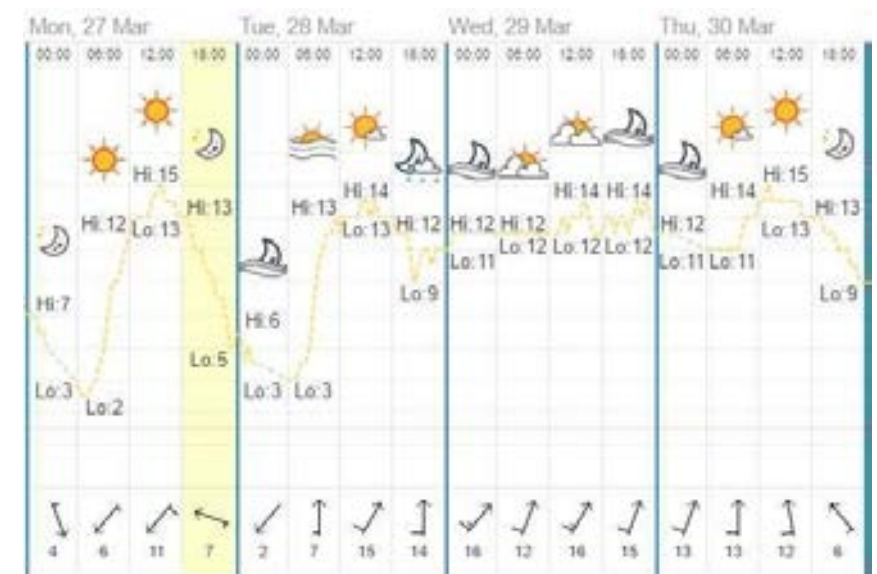 Mon, 27 Mar Tue, 28 Mar Wed, 29 Mar Thu, 30 Mar
00:00 06:00 12:00 18:00 00:00 06:00 12:00 18:00 00:00 06:00 12:00 18:00 00:00 06:00 12:00 18:00
Hi:15 Hi:15
Hi:14 Hi:14 Hi:14 Hi:14
Hi:13 Hi:13 Hi:13
Hi:12 Lo:13 Lo:13 Hi:12 Hi:12 Hi:12 Hi:12 Lo:13
Lo:12 Lo:12 Lo:12
Lo:11 Lo:11 Lo:11
Lo:9 Lo:9
Hi:7
Hi:6
Lo:5
Lo:3 Lo:3 Lo:3
Lo:2
4 6 11 7 2 7 15 14 16 12 16 15 13 13 12 6